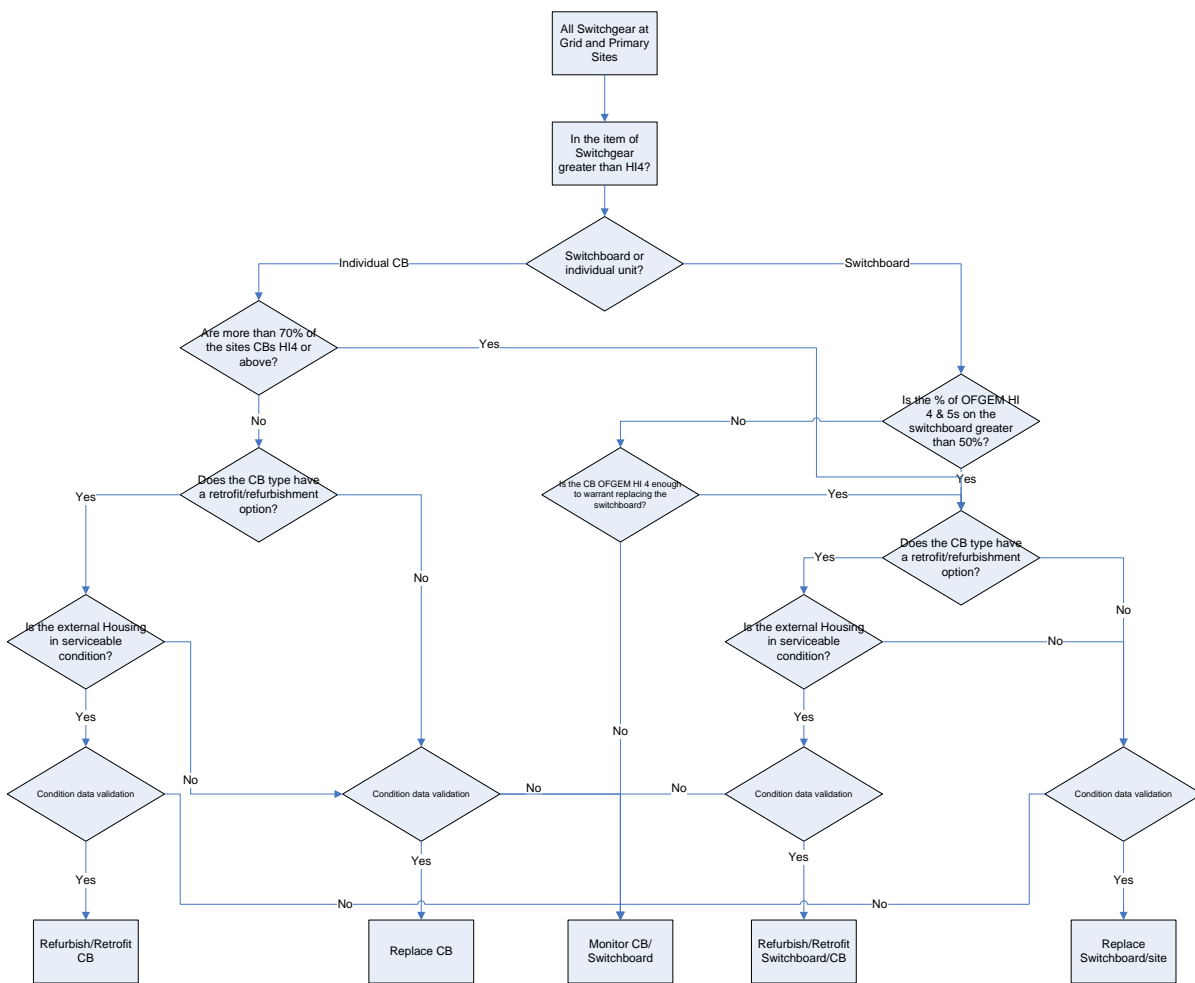 All Switchgear at
Grid and Primary
Sites
In the item of
Switchgear
greater than HI4?
Switchboard or
individual unit?
Individual CB
Switchboard
Are more than 70% of
the sites CBs HI4 or
above?
Yes
Is the % of OFGEM HI
4 & 5s on the
switchboard greater
than 50%?
No
No
Does the CB type have
a retrofit/refurbishment
option?
Yes
Is the CB OFGEM HI 4 enough
to warrant replacing the
switchboard?
Yes
Yes
Does the CB type have
a retrofit/refurbishment
option?
Yes
No
No
Is the external Housing
in serviceable
condition?
Is the external Housing
in serviceable
condition?
No
Yes
Yes
No
Condition data validation
No
Condition data validation
No
No
Condition data validation
Condition data validation
Yes
Yes
Yes
Yes
No
No
Refurbish/Retrofit
CB
Replace CB
Monitor CB/
Switchboard
Refurbish/Retrofit
Switchboard/CB
Replace
Switchboard/site